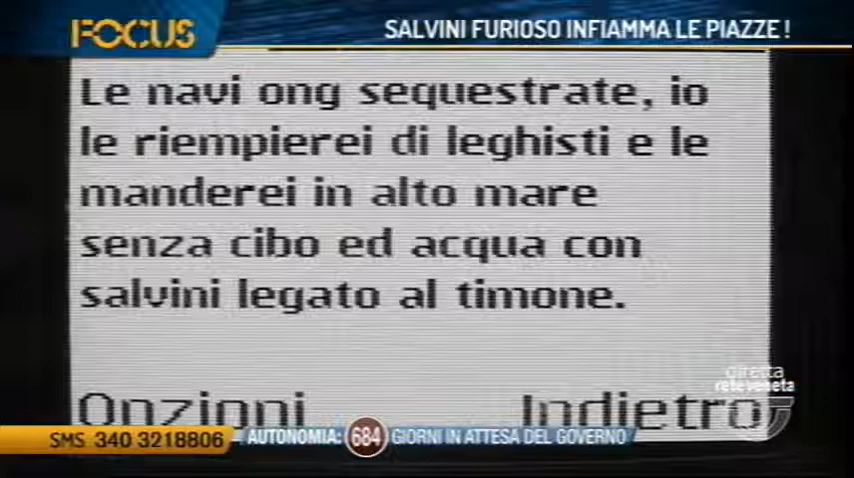 FOCUS
SALVINI FURIOSO INFIAMMA LE PIAZZE !
Le navi ong sequestrate, io
le riempierei di leghisti e le
manderei in alto mare
senza cibo ed acqua con
salvini legato al timone.
diretta
reteveneta
Opzioni Indietro
SMS 340 3218806
AUTONOMIA: 684 GIORNI IN ATTESA DEL GOVERNO